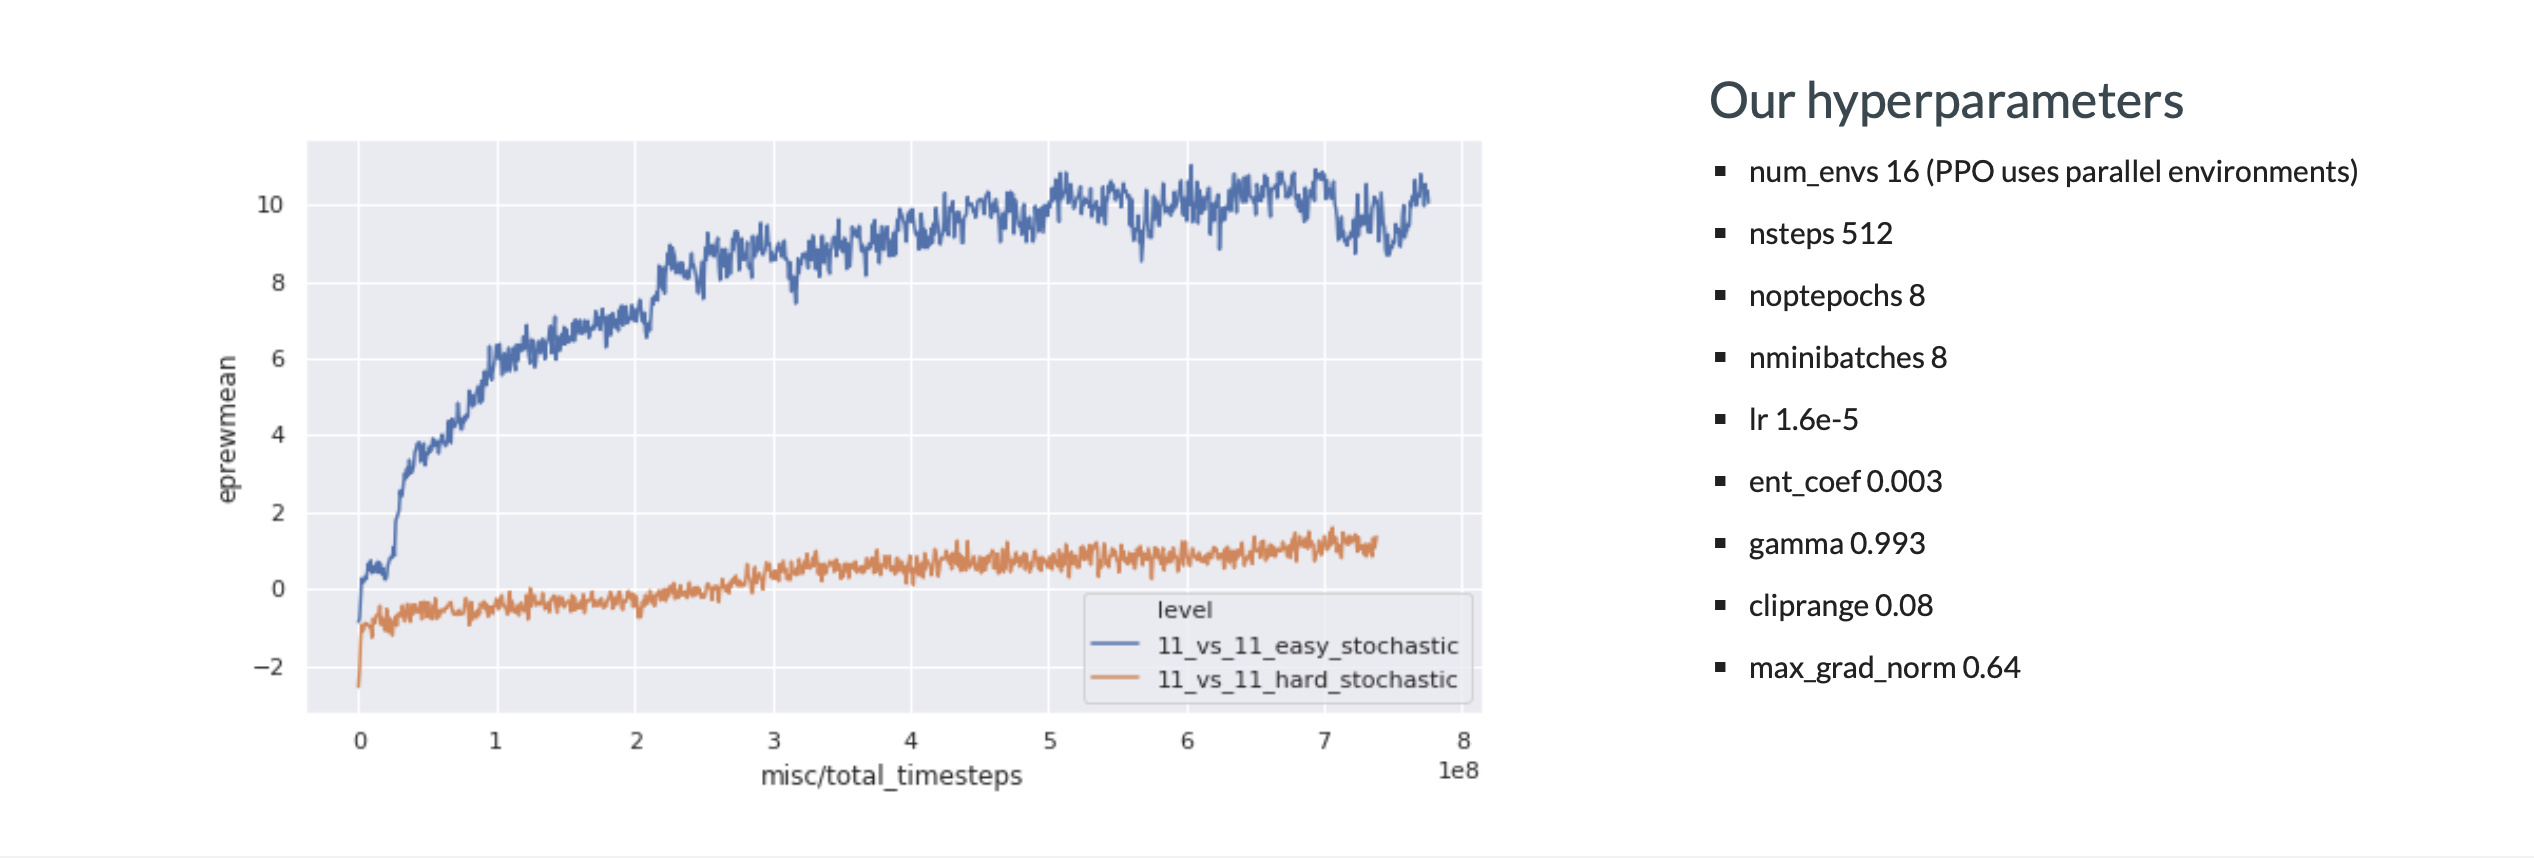 10
8
6
4
2
0
−2
eprewmean
level
11_vs_11_easy_stochastic
11_vs_11_hard_stochastic
0 1 2 3 4 5 6 7 8
1e8
misc/total_timesteps
Our hyperparameters
▪ num_envs 16 (PPO uses parallel environments)
▪ nsteps 512
▪ noptepochs 8
▪ nminibatches 8
▪ lr 1.6e-5
▪ ent_coef 0.003
▪ gamma 0.993
▪ cliprange 0.08
▪ max_grad_norm 0.64